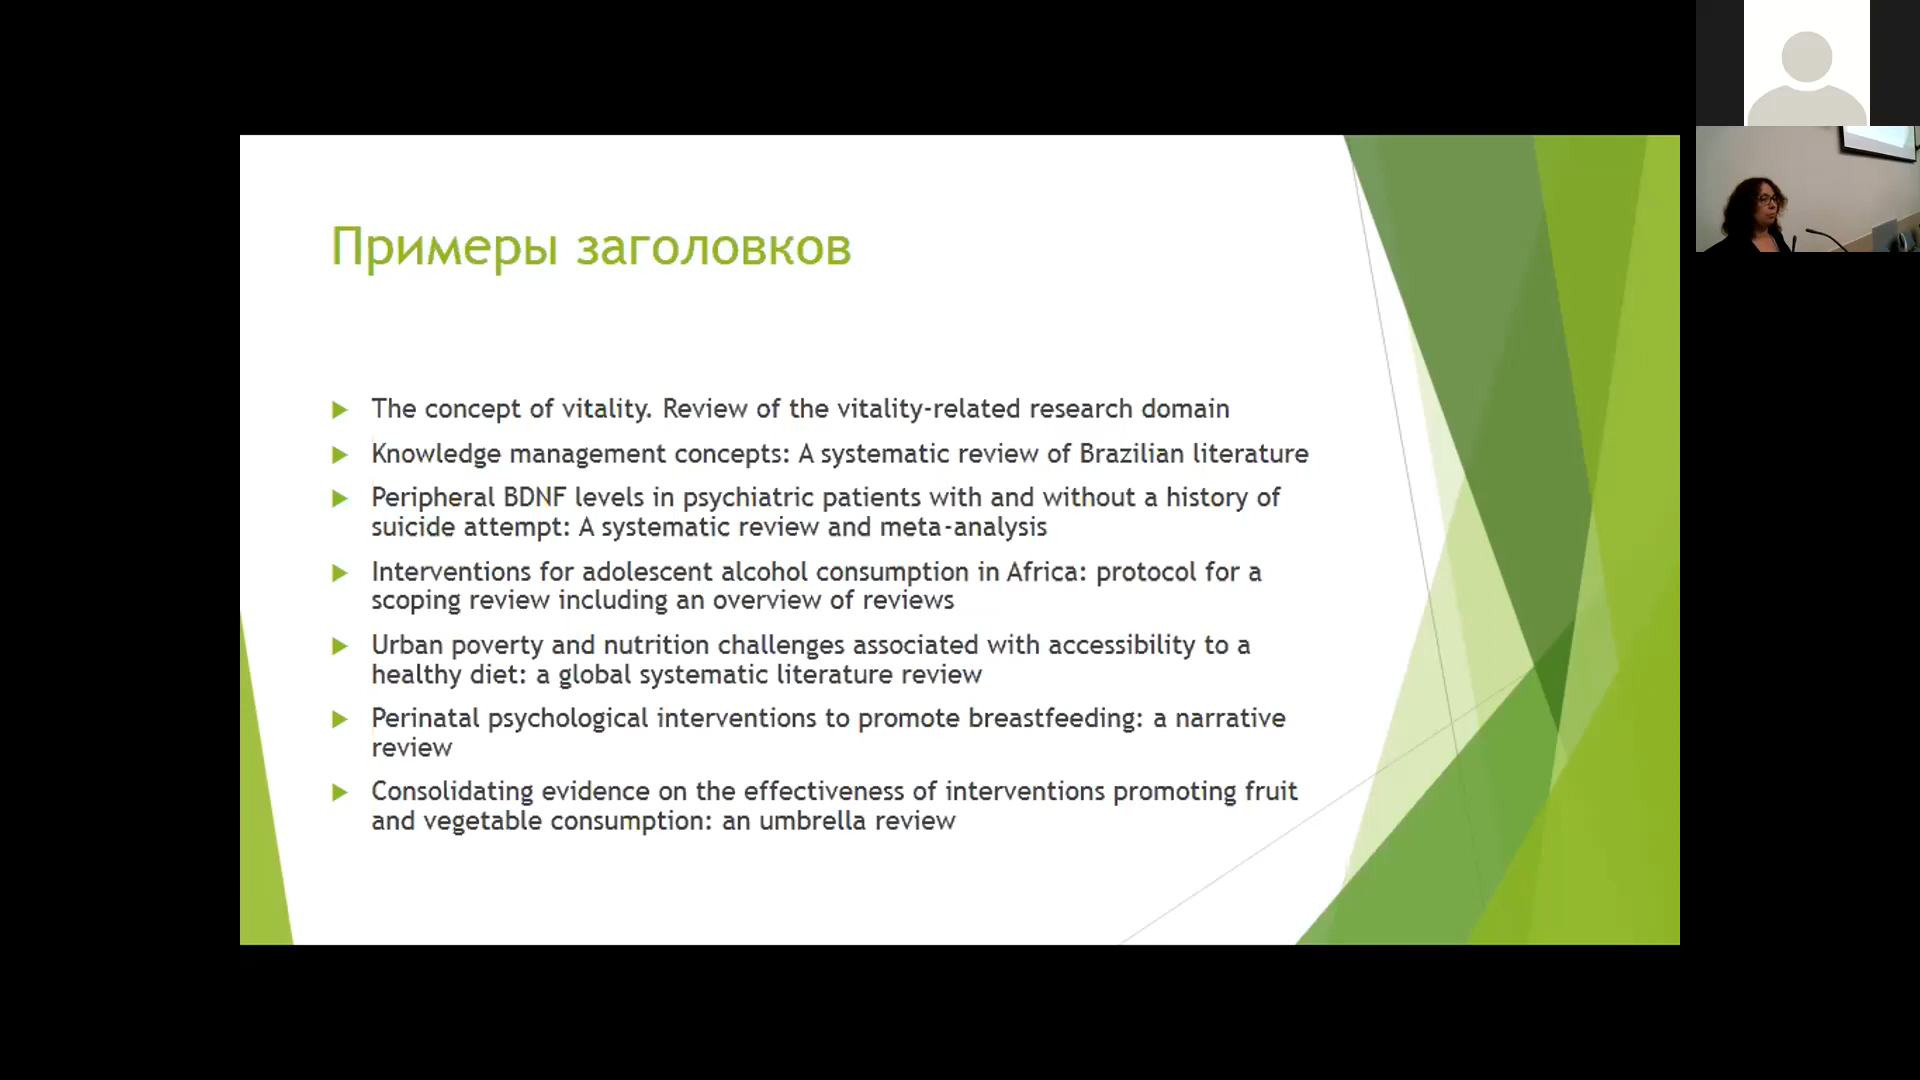 Примеры заголовков
The concept of vitality. Review of the vitality-related research domain
Knowledge management concepts: A systematic review of Brazilian literature
Peripheral BDNF levels in psychiatric patients with and without a history of
suicide attempt: A systematic review and meta-analysis
Interventions for adolescent alcohol consumption in Africa: protocol for a
scoping review including an overview of reviews
Urban poverty and nutrition challenges associated with accessibility to a
healthy diet: a global systematic literature review
Perinatal psychological interventions to promote breastfeeding: a narrative
review
Consolidating evidence on the effectiveness of interventions promoting fruit
and vegetable consumption: an umbrella review